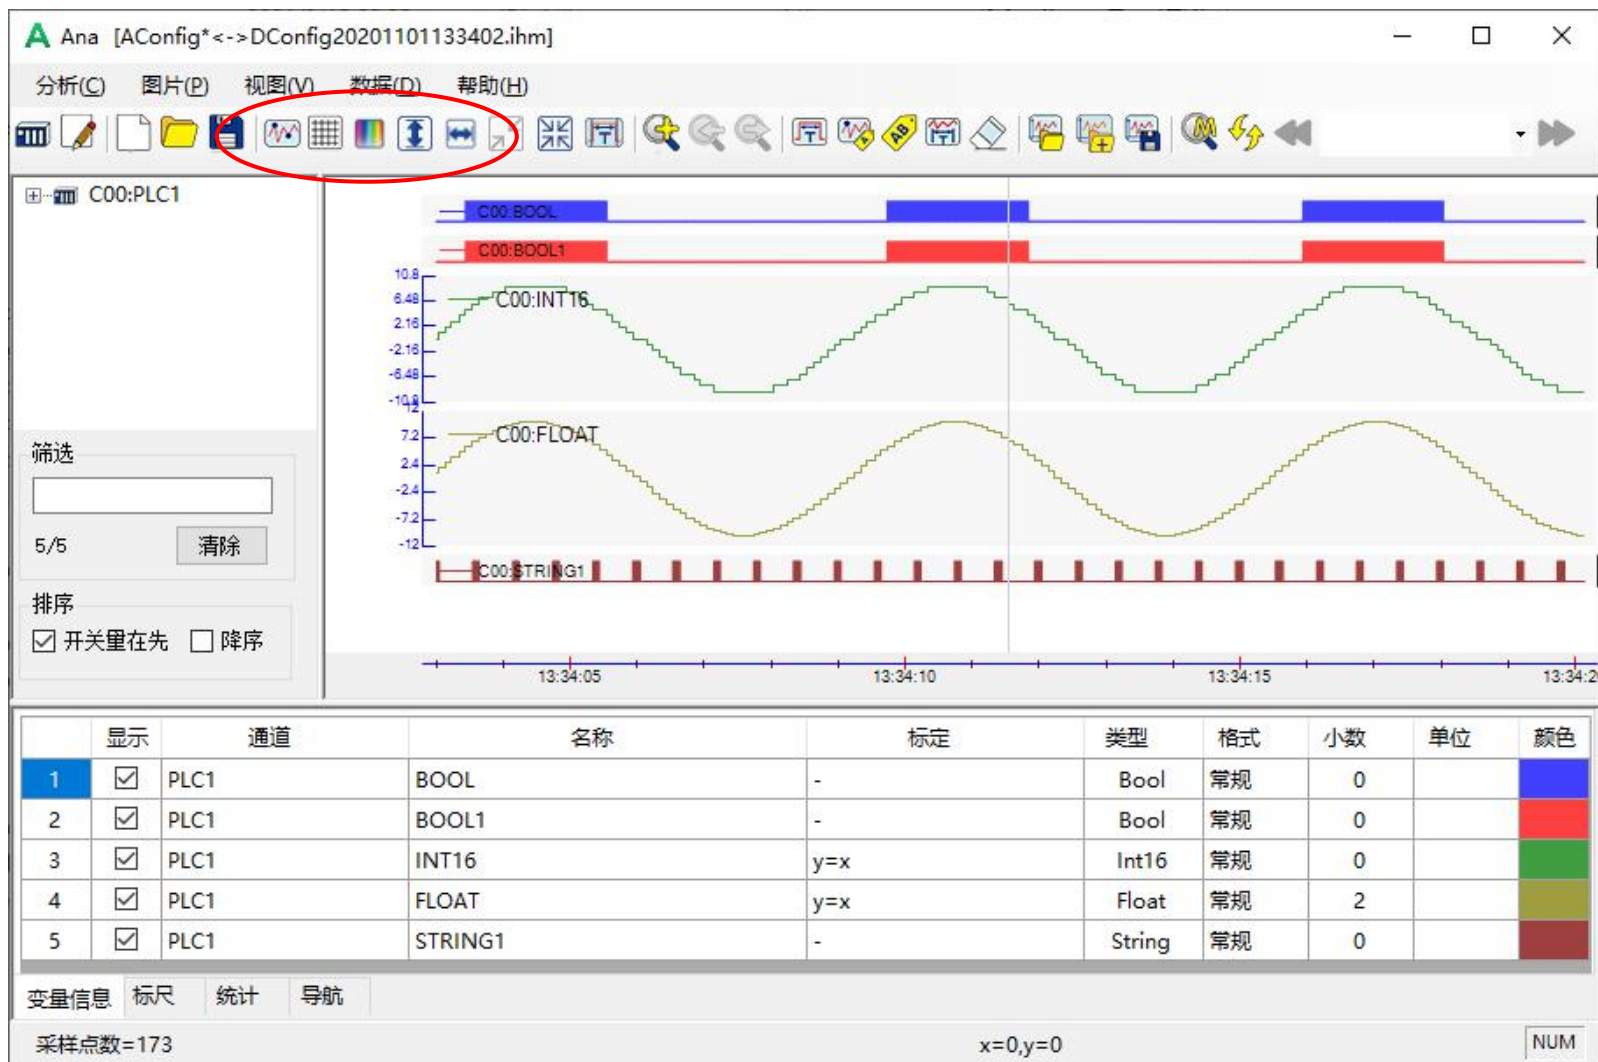 Ana [AConfig*<->DConfig20201101133402.ihm]
分析(C) 图片(P) 视图(V) 数据(D) 帮助(H)
C00:PLC1
C00:BOOL
C00:BOOL1
10.8
6.48
2.16
-2.16
-6.48
-10.8
C00:INT16
12
7.2
2.4
-2.4
-7.2
-12
C00:FLOAT
C00:STRING1
13:34:05 13:34:10 13:34:15 13:34:2
筛选
5/5 清除
排序
开关量在先 降序
显示 通道 名称 标定 类型 格式 小数 单位 颜色
1 PLC1 BOOL - Bool 常规 0
2 PLC1 BOOL1 - Bool 常规 0
3 PLC1 INT16 y=x Int16 常规 0
4 PLC1 FLOAT y=x Float 常规 2
5 PLC1 STRING1 - String 常规 0
变量信息 标尺 统计 导航
采样点数=173 x=0,y=0 NUM